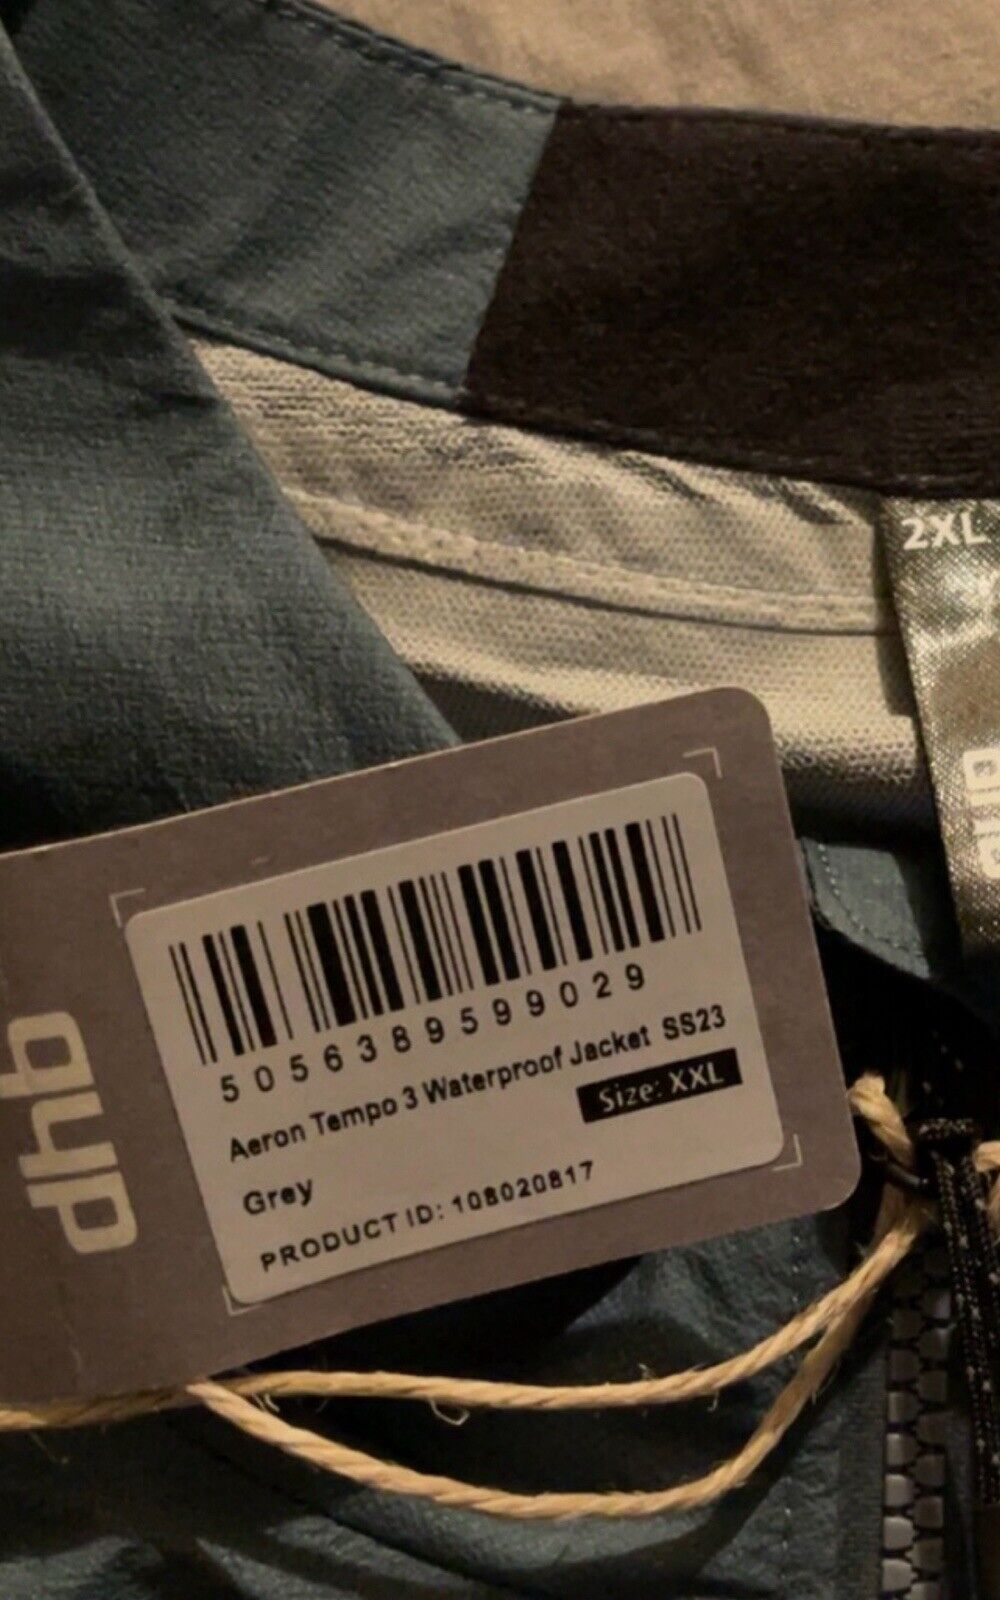 2XL
dhb
5056389599029
Aeron Tempo 3 Waterproof Jacket SS23
Size: XXL
Grey
PRODUCT ID: 108020817
dhb